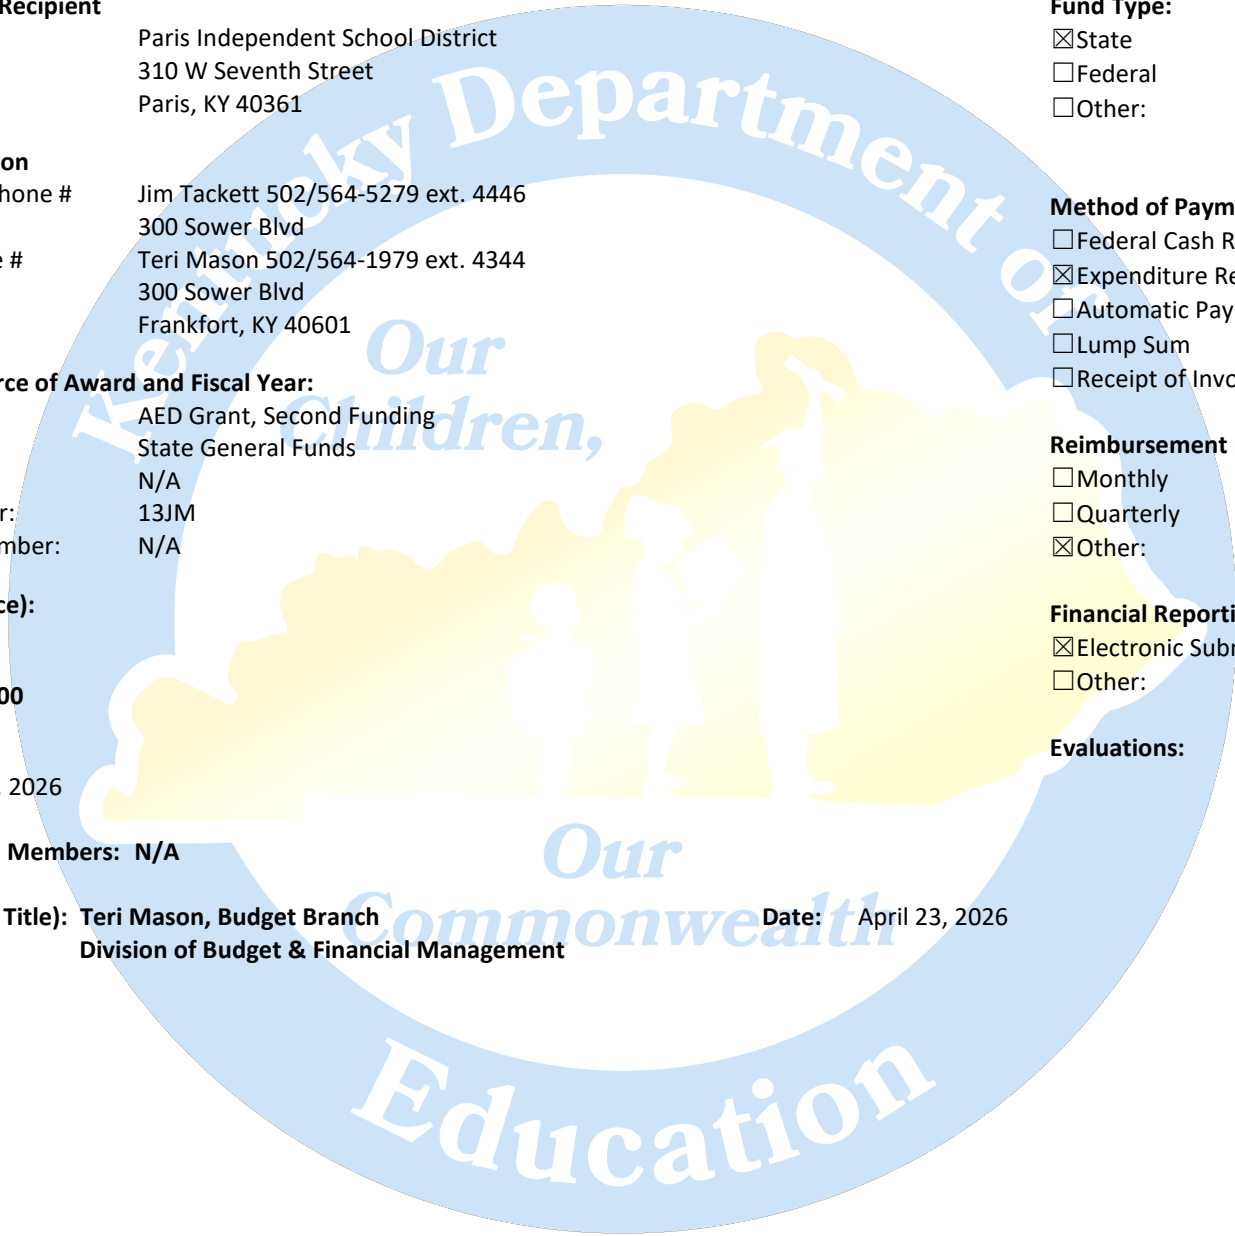 Recipient
Paris Independent School District
310 W Seventh Street
Paris, KY 40361
on
hone # Jim Tackett 502/564-5279 ext. 4446
300 Sower Blvd
e # Teri Mason 502/564-1979 ext. 4344
300 Sower Blvd
Frankfort, KY 40601
rce of Award and Fiscal Year:
AED Grant, Second Funding
State General Funds
N/A
r: 13JM
mber: N/A
ce):
00
, 2026
Members: N/A
Title): Teri Mason, Budget Branch
Division of Budget & Financial Management
Date: April 23, 2026
Fund Type:
☒State
☐Federal
☐Other:
Method of Paym
☐Federal Cash R
☒Expenditure Re
☐Automatic Pay
☐Lump Sum
☐Receipt of Invo
Reimbursement
☐Monthly
☐Quarterly
☒Other:
Financial Reporti
☒Electronic Subr
☐Other:
Evaluations:
Kentucky Department of
Education
Our
Children,
Our
Commonwealth